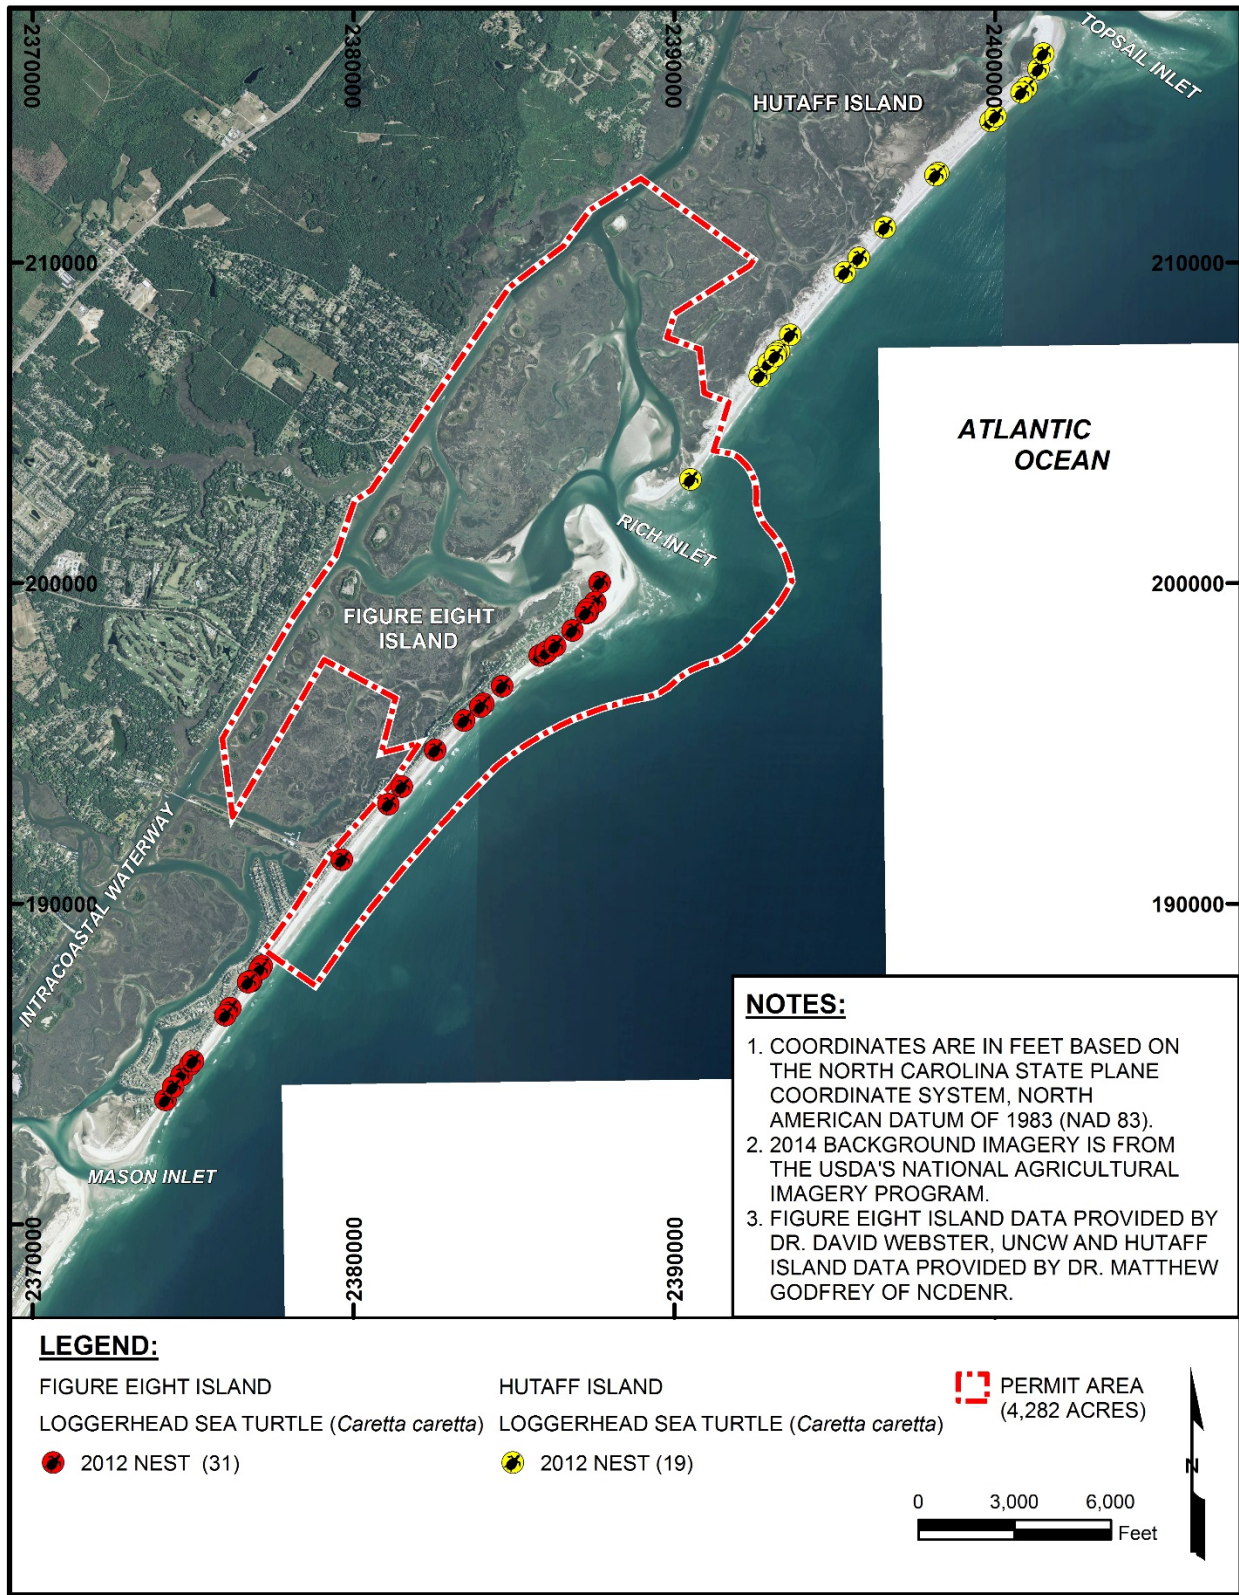 2370000
2380000
2390000
2400000
TOPSAIL INLET
HUTAFF ISLAND
210000
210000
ATLANTIC
OCEAN
RICH INLET
200000
200000
FIGURE EIGHT
ISLAND
190000
190000
INTRACOASTAL WATERWAY
MASON INLET
2370000
2380000
2390000
NOTES:
1. COORDINATES ARE IN FEET BASED ON
THE NORTH CAROLINA STATE PLANE
COORDINATE SYSTEM, NORTH
AMERICAN DATUM OF 1983 (NAD 83).
2. 2014 BACKGROUND IMAGERY IS FROM
THE USDA'S NATIONAL AGRICULTURAL
IMAGERY PROGRAM.
3. FIGURE EIGHT ISLAND DATA PROVIDED BY
DR. DAVID WEBSTER, UNCW AND HUTAFF
ISLAND DATA PROVIDED BY DR. MATTHEW
GODFREY OF NCDENR.
LEGEND:
FIGURE EIGHT ISLAND
LOGGERHEAD SEA TURTLE (Caretta caretta)
2012 NEST (31)
HUTAFF ISLAND
LOGGERHEAD SEA TURTLE (Caretta caretta)
2012 NEST (19)
PERMIT AREA
(4,282 ACRES)
0 3,000 6,000
Feet
N